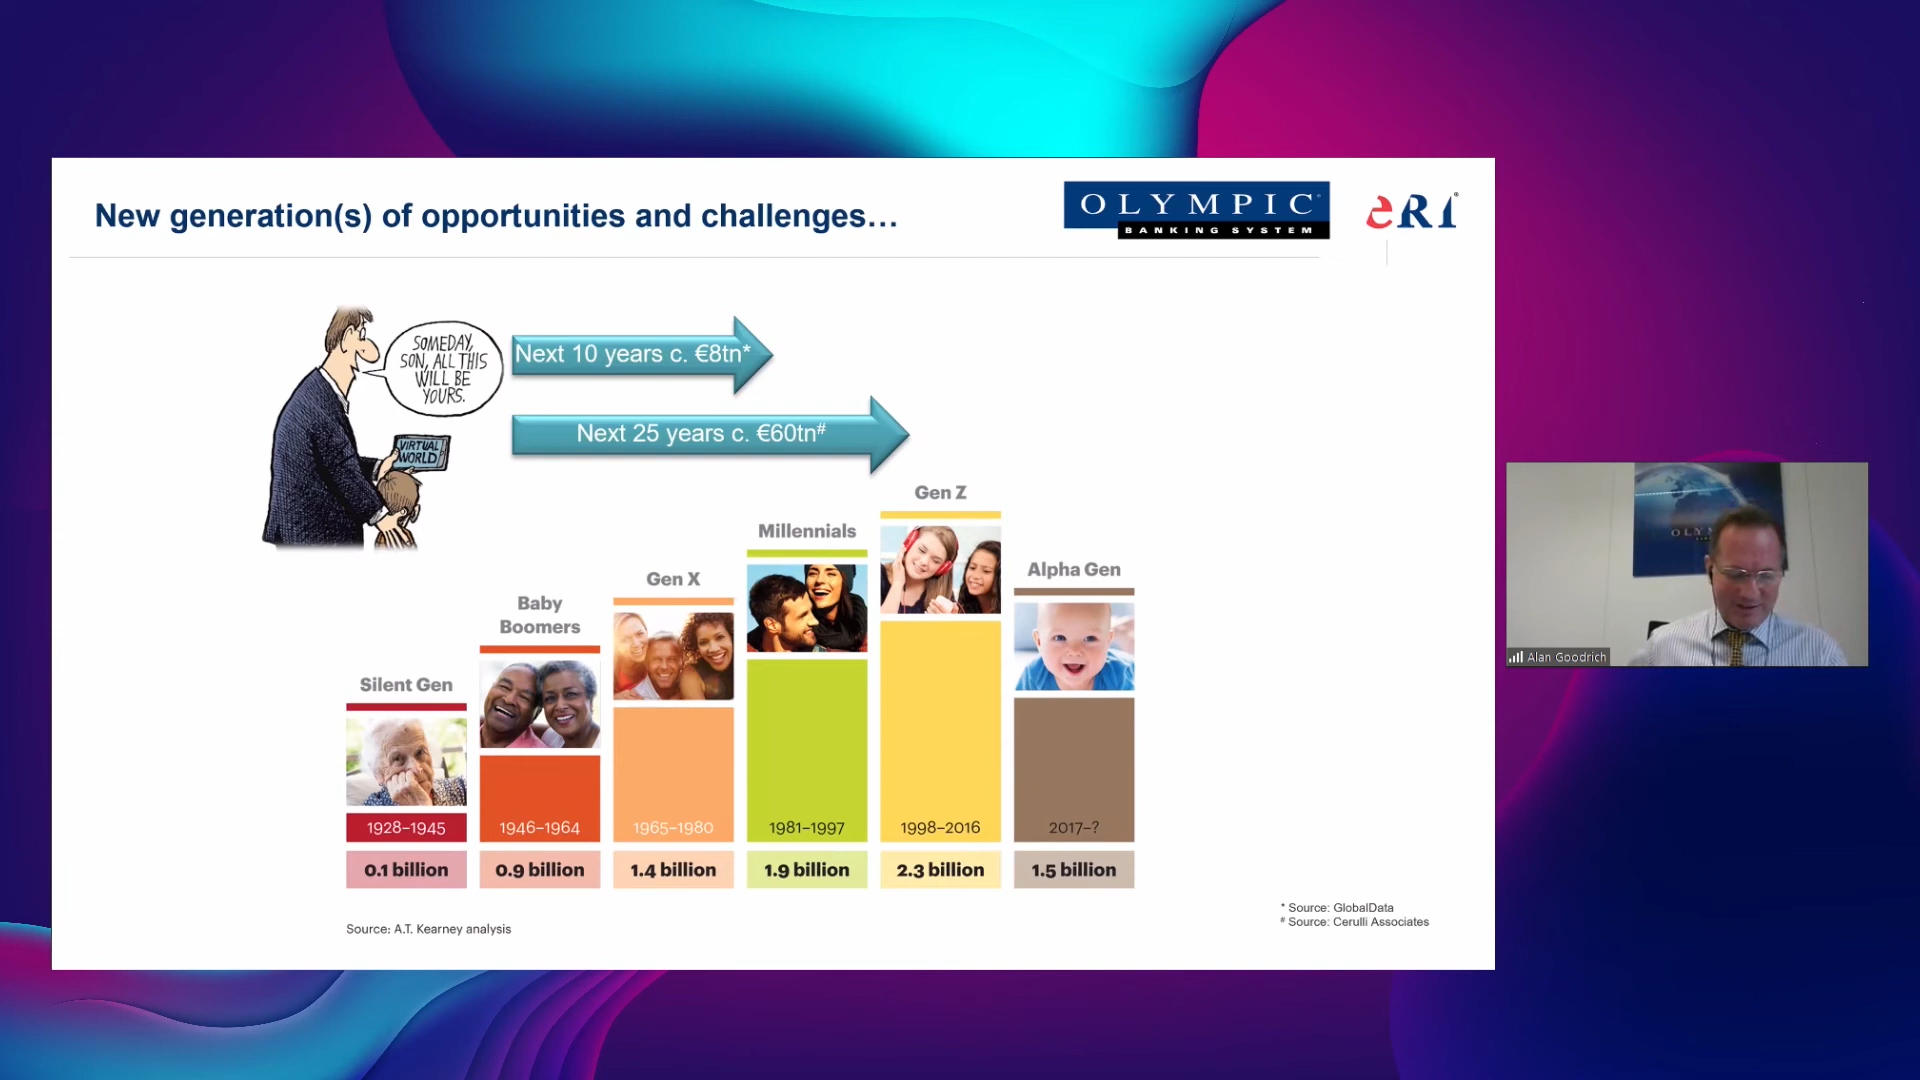 New generation(s) of opportunities and challenges…
OLYMPIC
BANKING SYSTEM
eRI
SOMEDAY,
SON, ALL THIS
WILL BE
YOURS.
VIRTUAL
WORLD
Next 10 years c. €8tn*
Next 25 years c. €60tn#
Silent Gen
Baby
Boomers
Gen X
Millennials
Gen Z
Alpha Gen
1928–1945
1946–1964
1965–1980
1981–1997
1998–2016
2017–?
0.1 billion
0.9 billion
1.4 billion
1.9 billion
2.3 billion
1.5 billion
Source: A.T. Kearney analysis
* Source: GlobalData
# Source: Cerulli Associates
Alan Goodrich